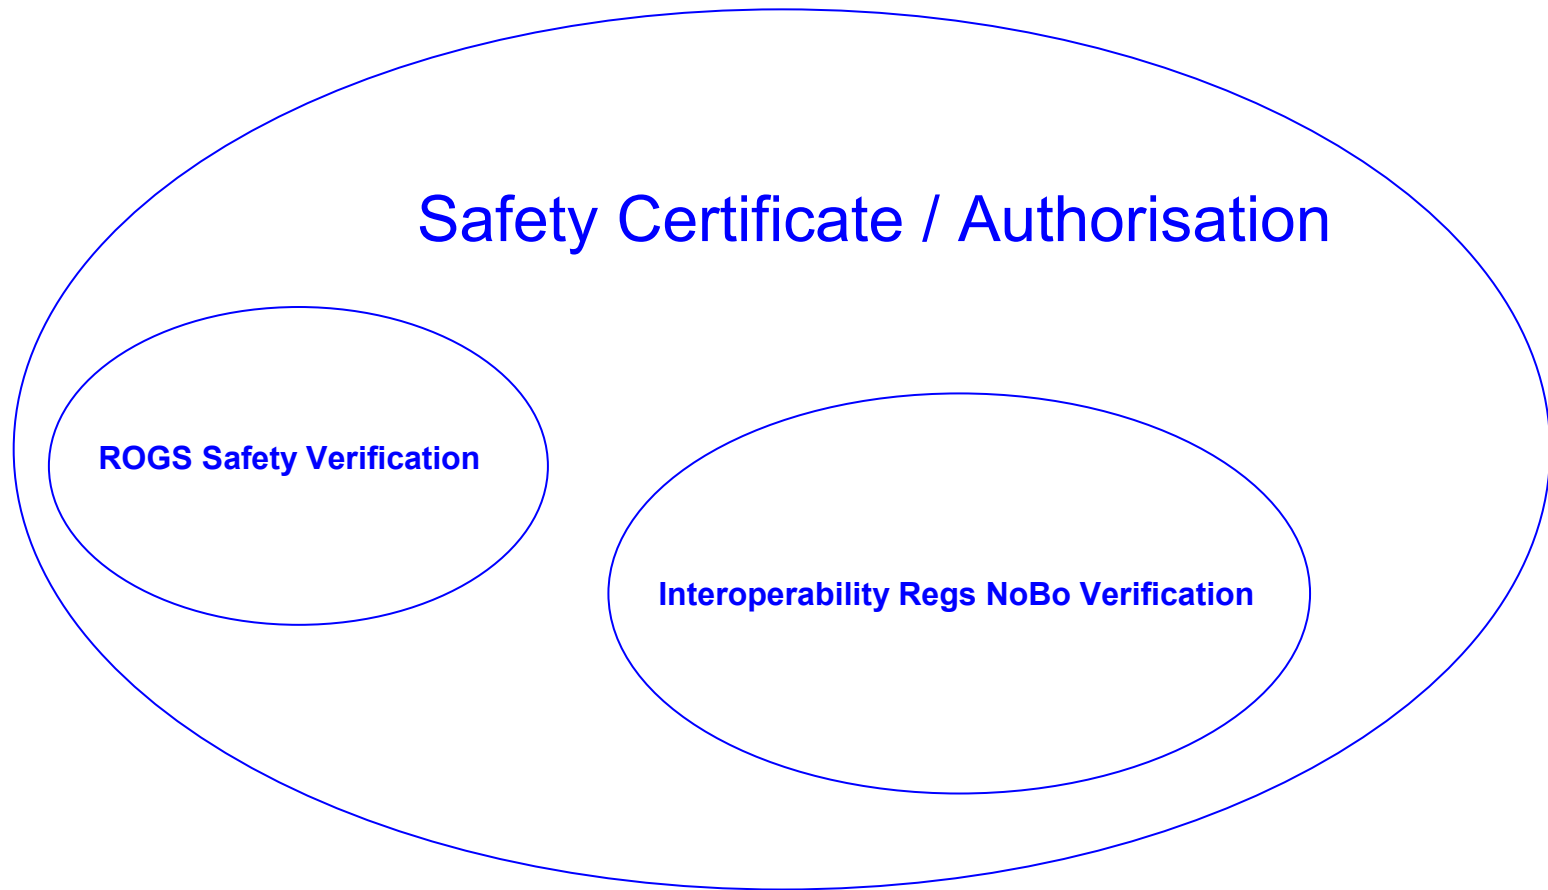 Safety Certificate / Authorisation
ROGS Safety Verification
Interoperability Regs NoBo Verification